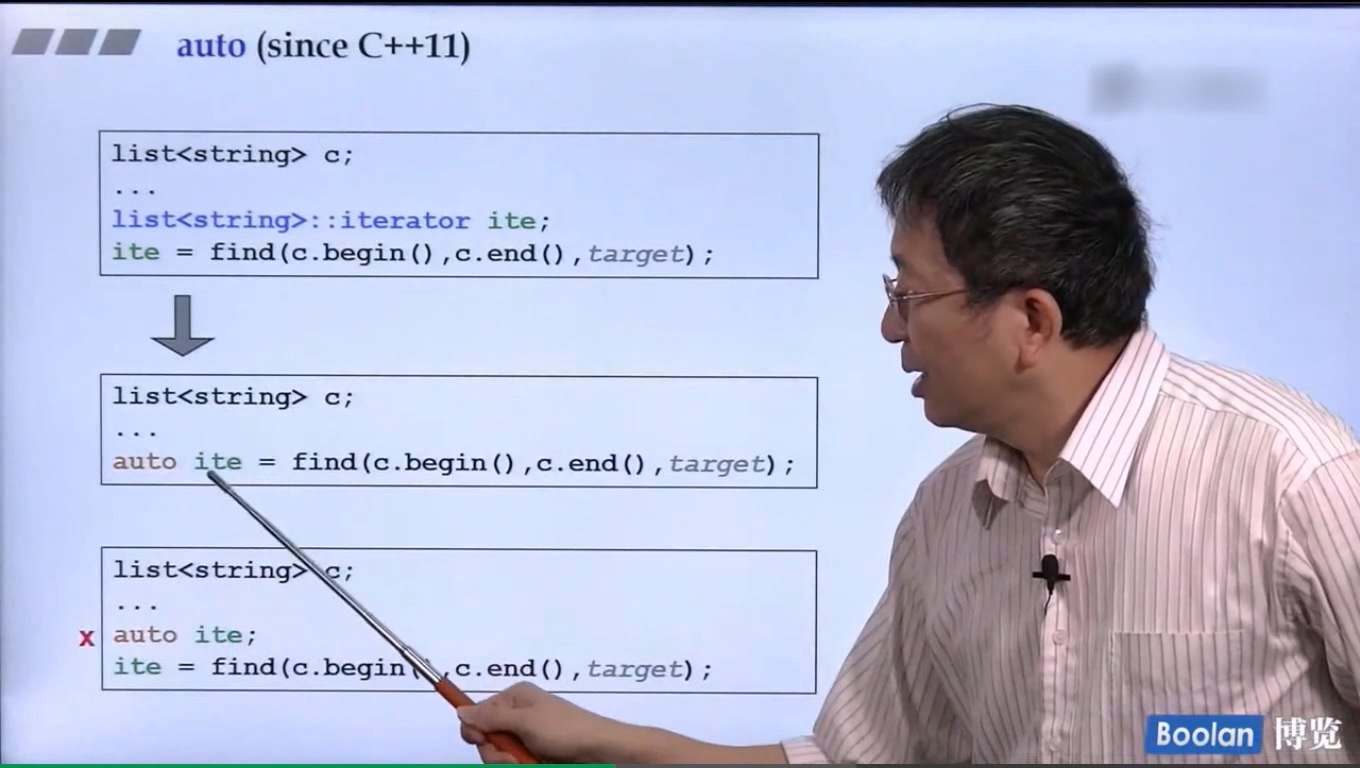 auto (since C++11)
list<string> c;
...
list<string>::iterator ite;
ite = find(c.begin(),c.end(),target);
list<string> c;
...
auto ite = find(c.begin(),c.end(),target);
list<string> c;
...
x auto ite;
ite = find(c.begin(),c.end(),target);
Boolan 博览